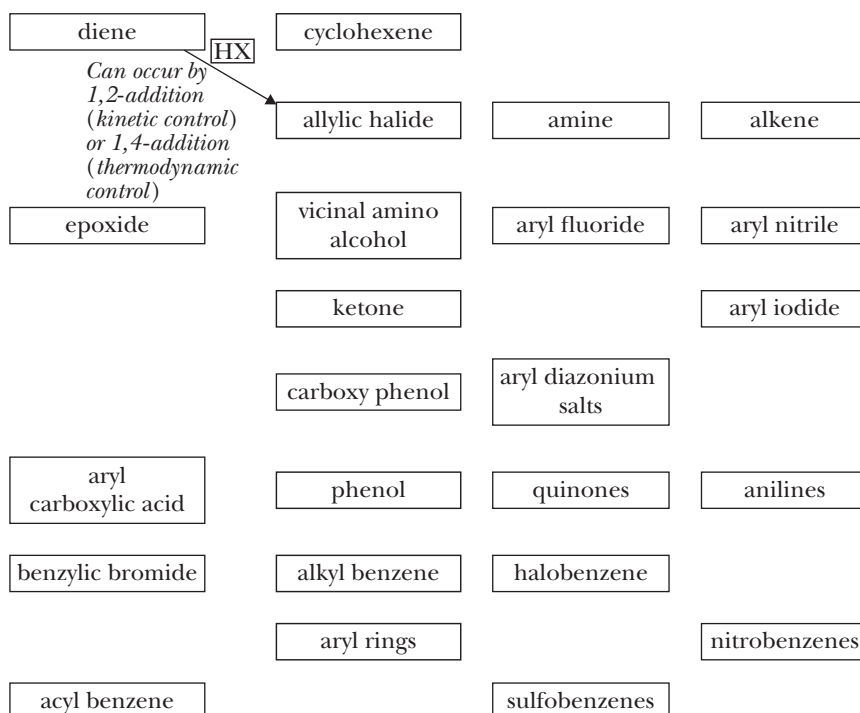 diene
cyclohexene
HX
Can occur by
1,2-addition
(kinetic control)
or 1,4-addition
(thermodynamic
control)
allylic halide
amine
alkene
epoxide
vicinal amino
alcohol
aryl fluoride
aryl nitrile
ketone
aryl iodide
carboxy phenol
aryl diazonium
salts
aryl
carboxylic acid
phenol
quinones
anilines
benzylic bromide
alkyl benzene
halobenzene
aryl rings
nitrobenzenes
acyl benzene
sulfobenzenes